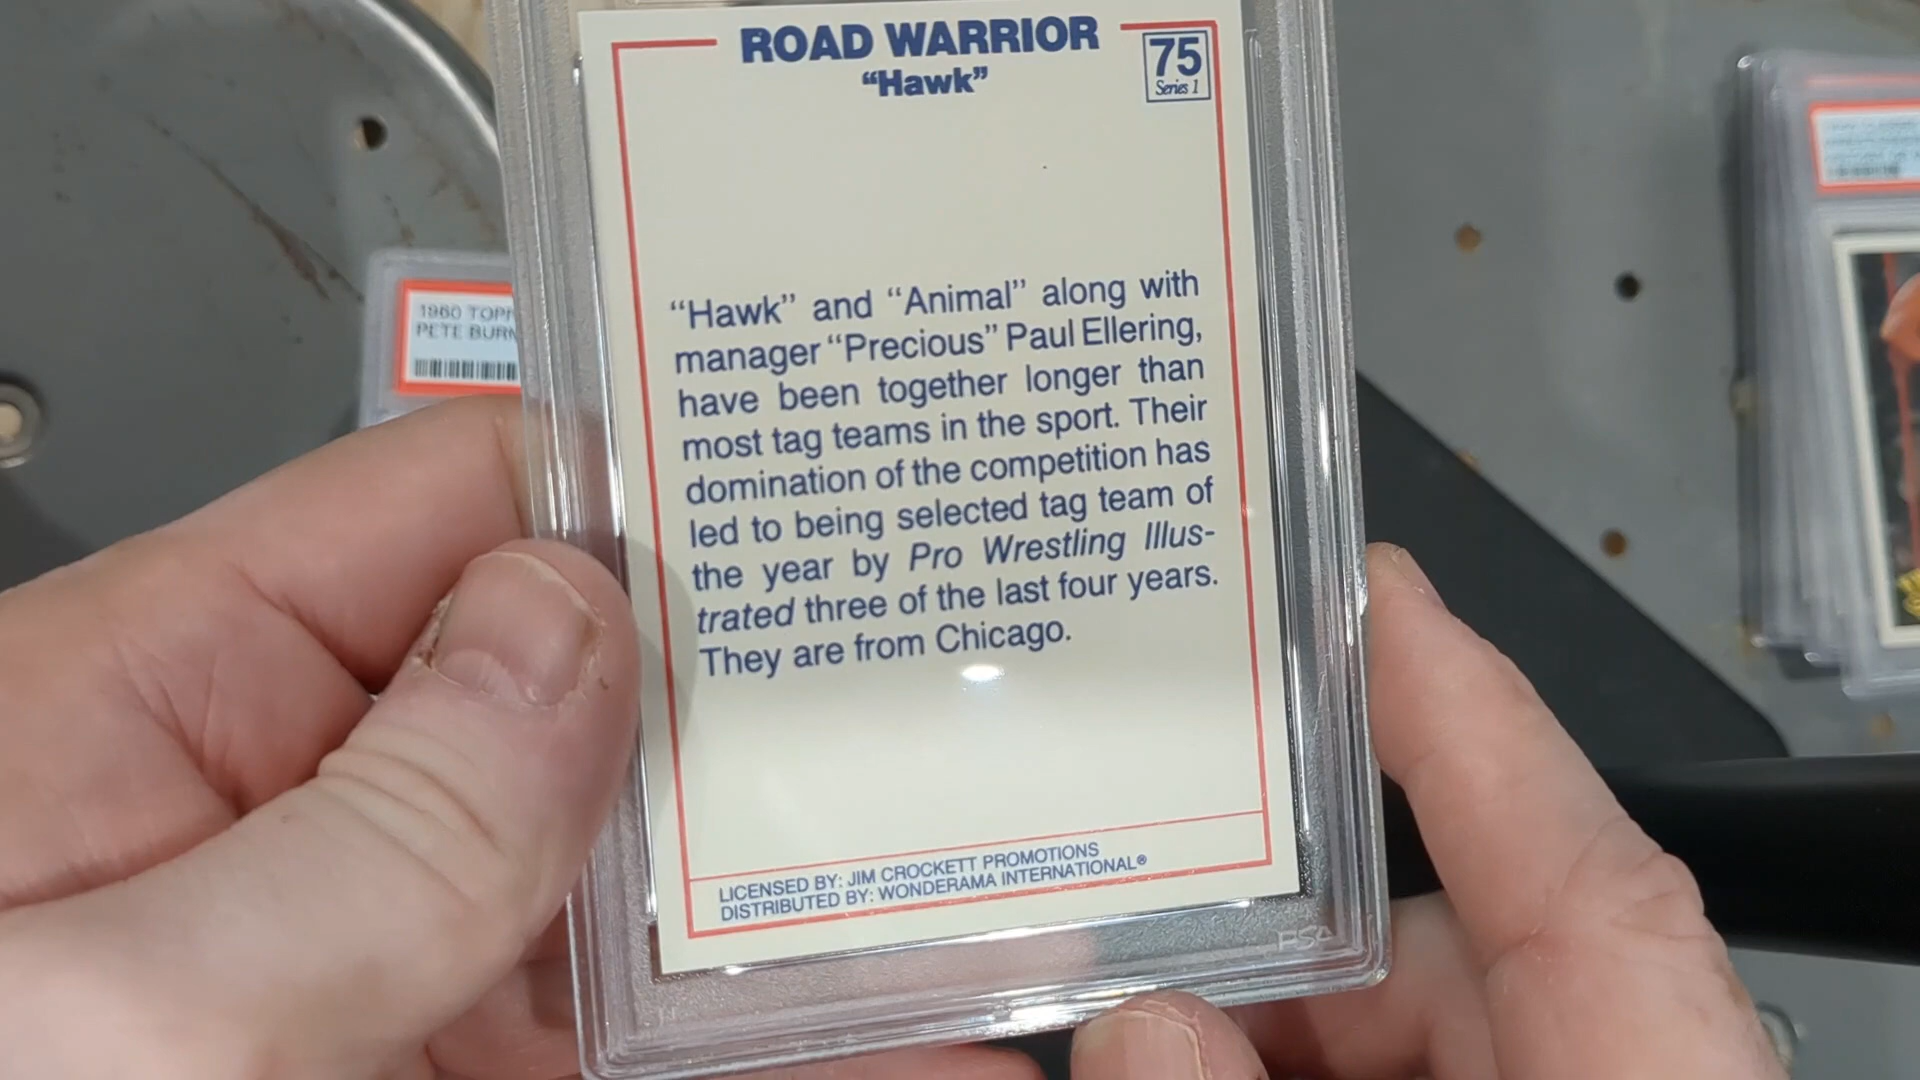 ROAD WARRIOR
"Hawk"
75
Series 1
"Hawk" and "Animal" along with
manager "Precious" Paul Ellering,
have been together longer than
most tag teams in the sport. Their
domination of the competition has
led to being selected tag team of
the year by Pro Wrestling Illus-
trated three of the last four years.
They are from Chicago.
LICENSED BY: JIM CROCKETT PROMOTIONS
DISTRIBUTED BY: WONDERAMA INTERNATIONAL®
PSA
1960
PETE